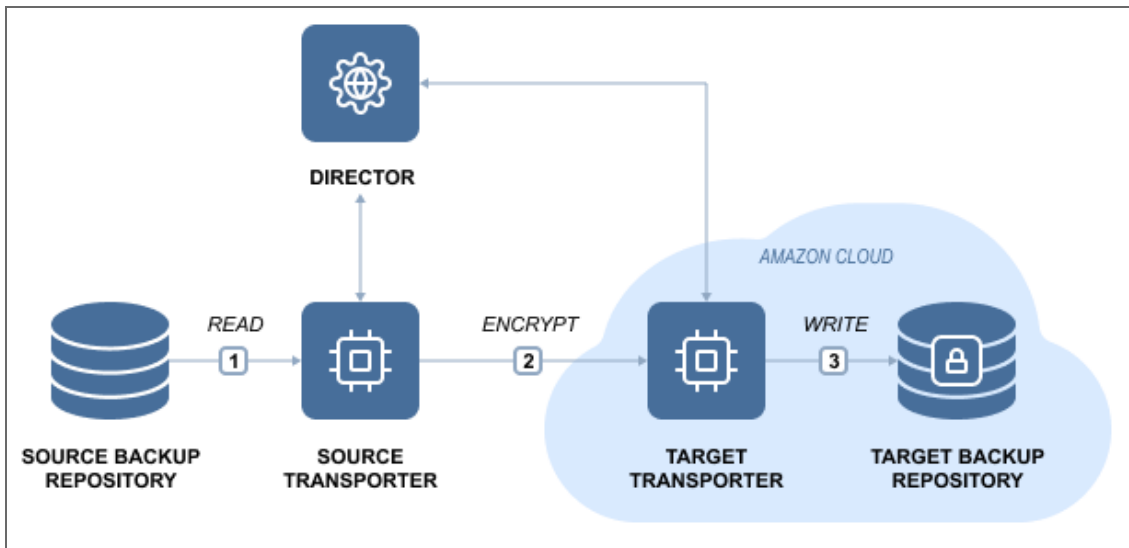 DIRECTOR
AMAZON CLOUD
READ
ENCRYPT
WRITE
1
2
3
SOURCE BACKUP
REPOSITORY
SOURCE
TRANSPORTER
TARGET
TRANSPORTER
TARGET BACKUP
REPOSITORY